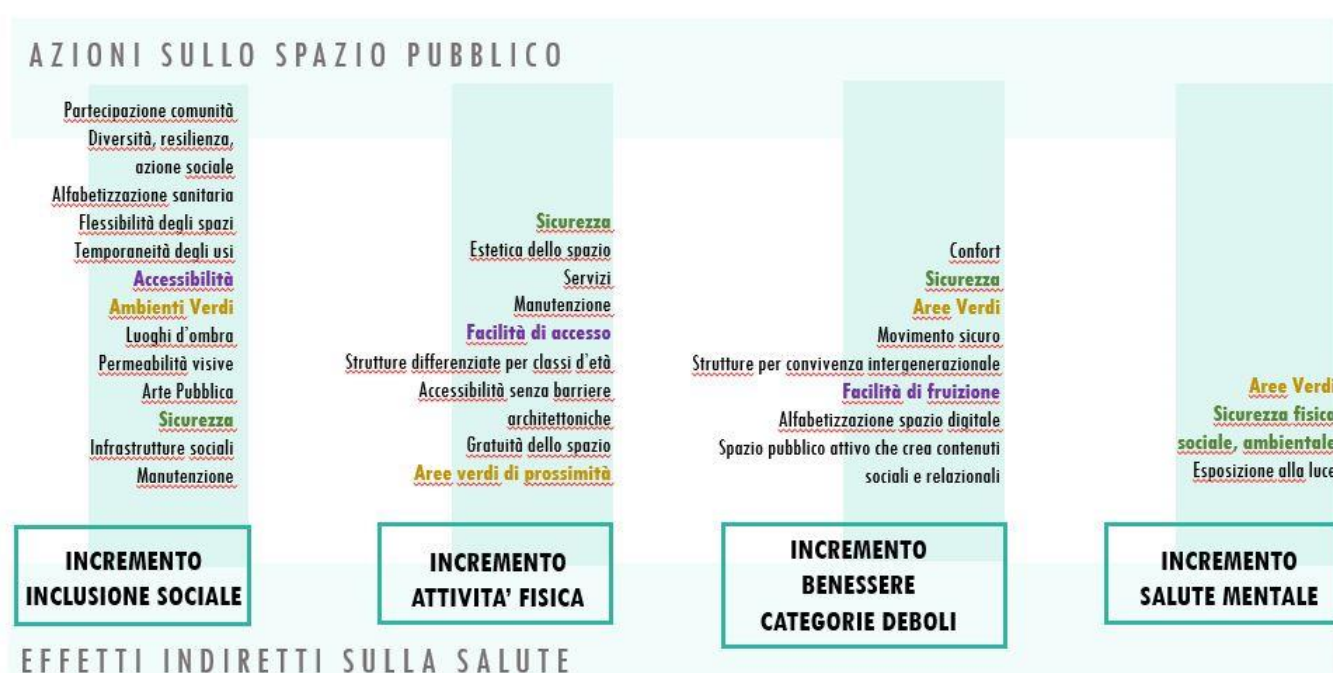 AZIONI SULLO SPAZIO PUBBLICO
Partecipazione comunità
Diversità, resilienza,
azione sociale
Alfabetizzazione sanitaria
Flessibilità degli spazi
Temporaneità degli usi
Accessibilità
Ambienti Verdi
Luoghi d'ombra
Permeabilità visive
Arte Pubblica
Sicurezza
Infrastrutture sociali
Manutenzione
INCREMENTO
INCLUSIONE SOCIALE
Sicurezza
Estetica dello spazio
Servizi
Manutenzione
Facilità di accesso
Strutture differenziate per classi d'età
Accessibilità senza barriere
architettoniche
Gratuità dello spazio
Aree verdi di prossimità
INCREMENTO
ATTIVITA' FISICA
Confort
Sicurezza
Aree Verdi
Movimento sicuro
Strutture per convivenza intergenerazionale
Facilità di fruizione
Alfabetizzazione spazio digitale
Spazio pubblico attivo che crea contenuti
sociali e relazionali
INCREMENTO
BENESSERE
CATEGORIE DEBOLI
Aree Verdi
Sicurezza fisica
sociale, ambientale
Esposizione alla luce
INCREMENTO
SALUTE MENTALE
EFFETTI INDIRETTI SULLA SALUTE